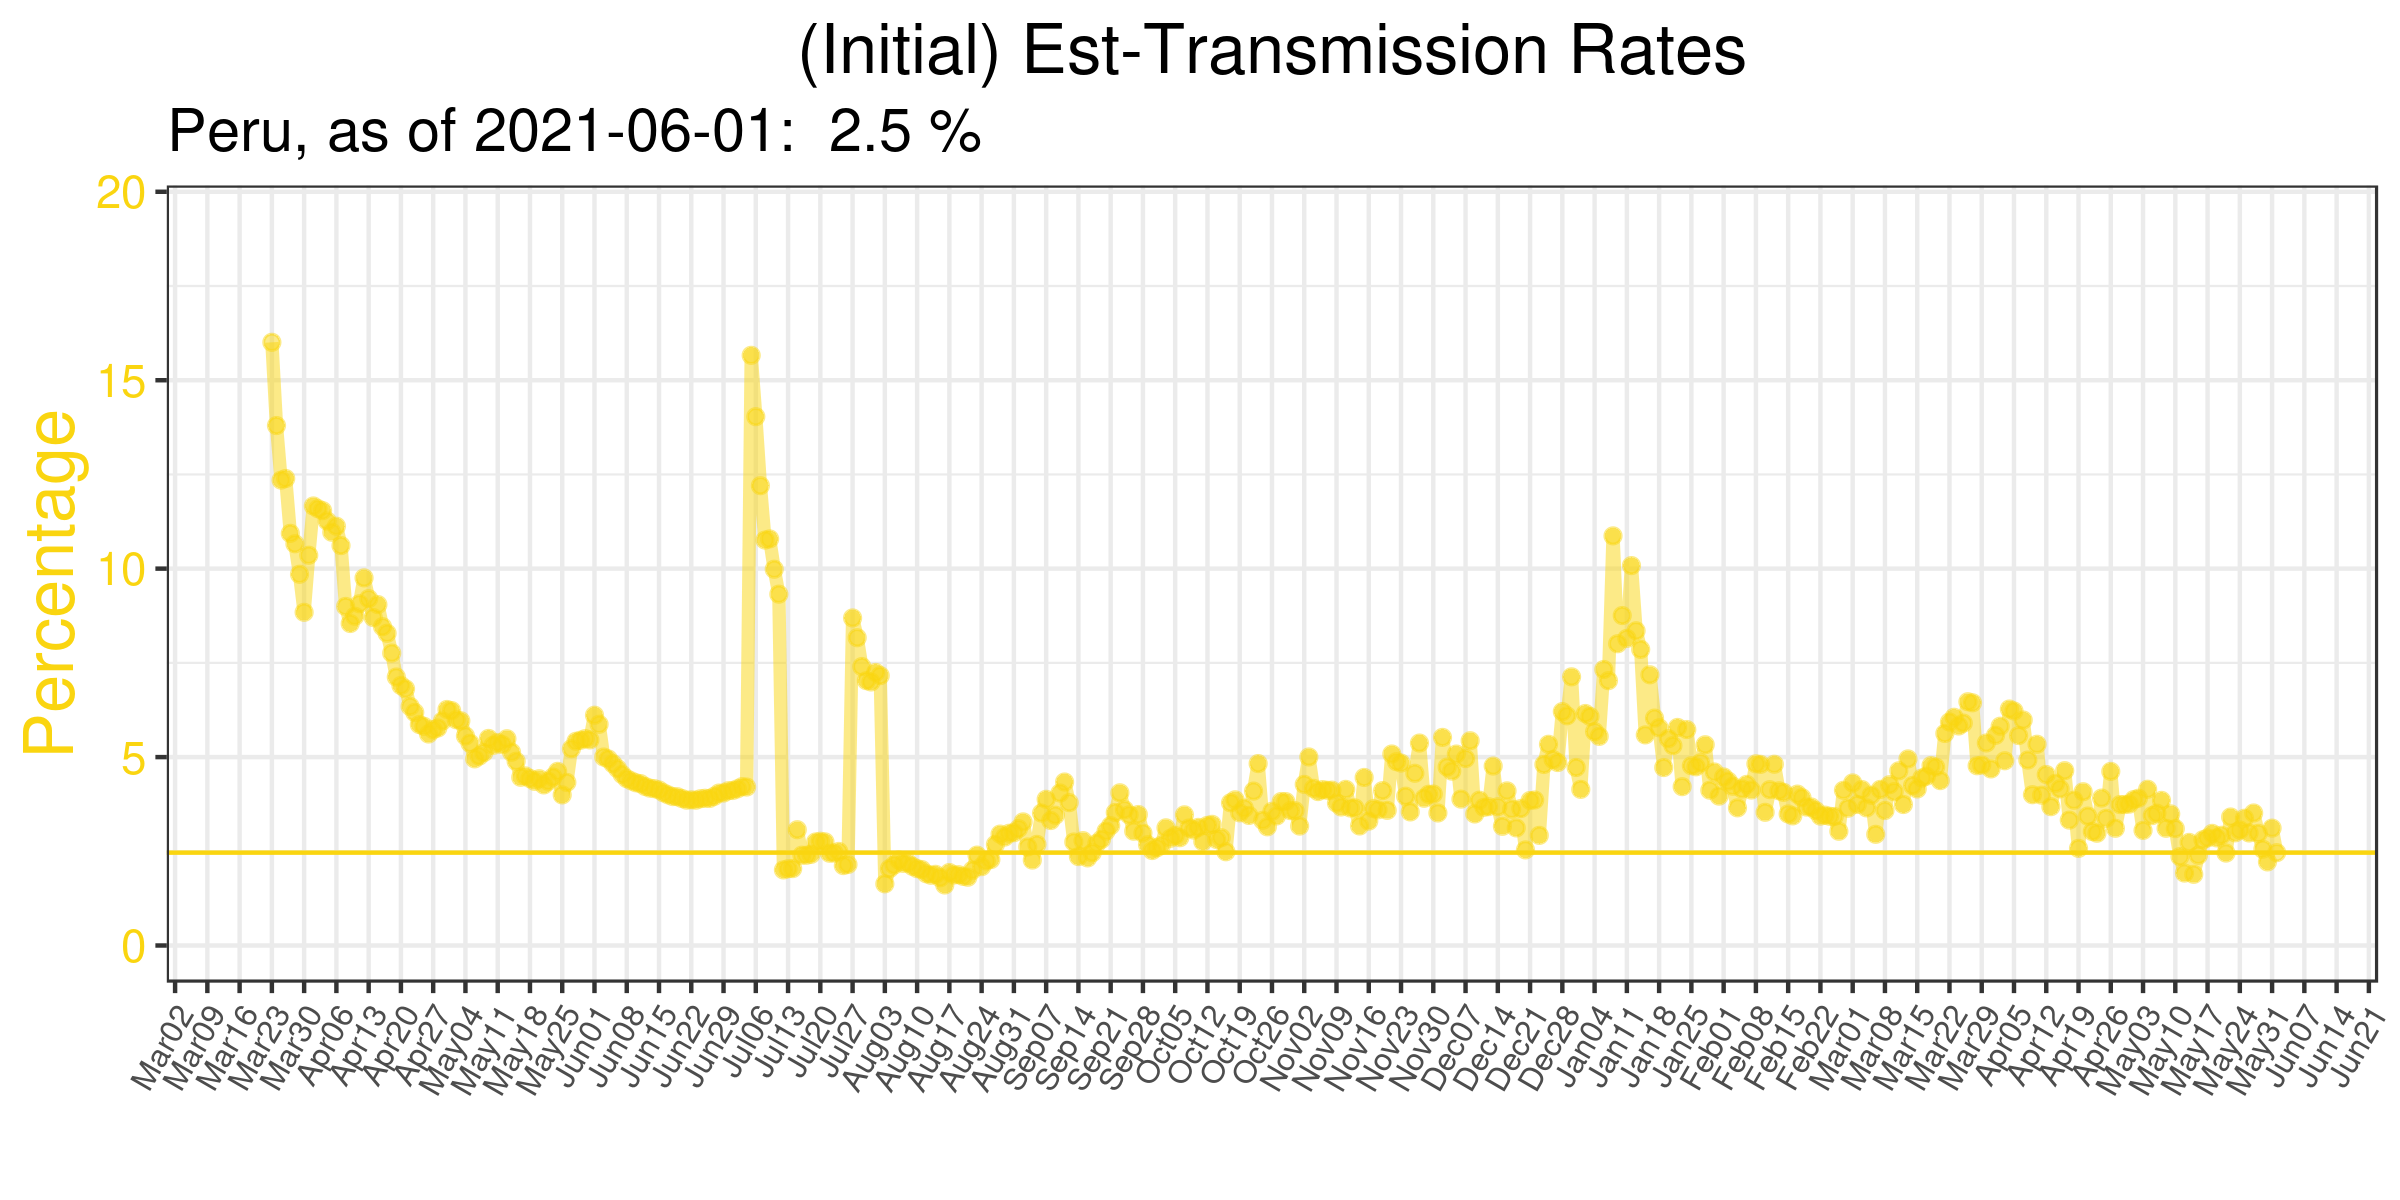 (Initial) Est-Transmission Rates
Peru, as of 2021-06-01:  2.5 %
Percentage
20
15
10
5
0
Mar02
Mar09
Mar16
Mar23
Mar30
Apr06
Apr13
Apr20
Apr27
May04
May11
May18
May25
Jun01
Jun08
Jun15
Jun22
Jun29
Jul06
Jul13
Jul20
Jul27
Aug03
Aug10
Aug17
Aug24
Aug31
Sep07
Sep14
Sep21
Sep28
Oct05
Oct12
Oct19
Oct26
Nov02
Nov09
Nov16
Nov23
Nov30
Dec07
Dec14
Dec21
Dec28
Jan04
Jan11
Jan18
Jan25
Feb01
Feb08
Feb15
Feb22
Mar01
Mar08
Mar15
Mar22
Mar29
Apr05
Apr12
Apr19
Apr26
May03
May10
May17
May24
May31
Jun07
Jun14
Jun21